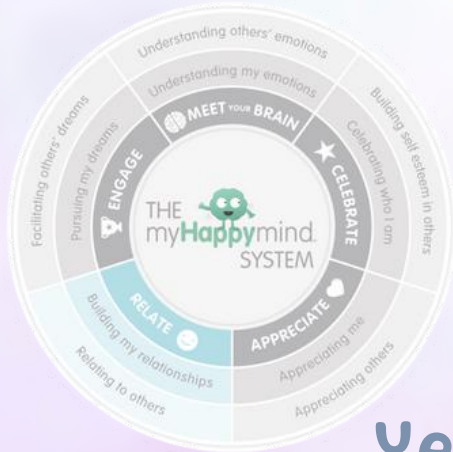 Understanding others' emotions
Understanding my emotions
MEET YOUR BRAIN
Building self esteem in others
Celebrating who I am
CELEBRATE
Appreciating others
Appreciating me
APPRECIATE
Relating to others
Building my relationships
RELATE
Facilitating others' dreams
Pursuing my dreams
ENGAGE
THE
myHappymind
SYSTEM
Ye